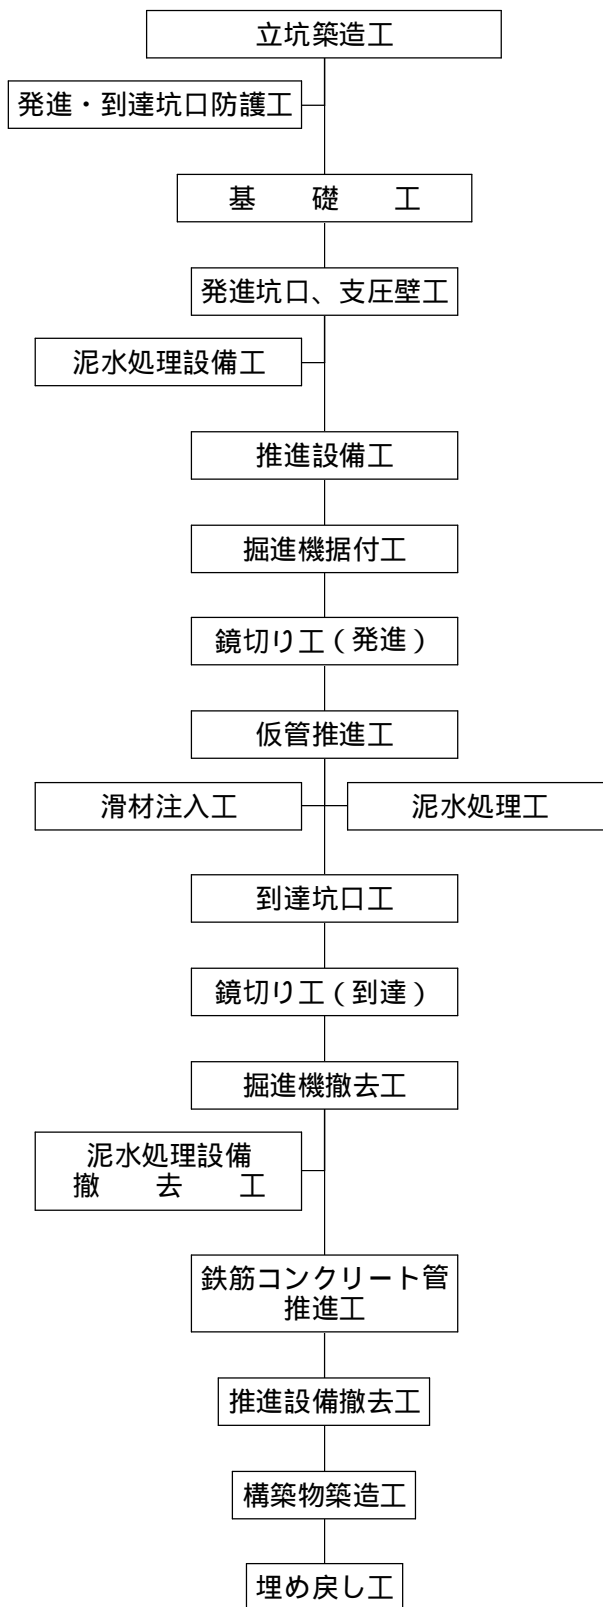 立坑築造工
発進・到達坑口防護工
基　礎　工
発進坑口、支圧壁工
泥水処理設備工
推進設備工
掘進機据付工
鏡切り工（発進）
仮管推進工
滑材注入工
泥水処理工
到達坑口工
鏡切り工（到達）
掘進機撤去工
泥水処理設備
撤　去　工
鉄筋コンクリート管
推進工
推進設備撤去工
構築物築造工
埋め戻し工